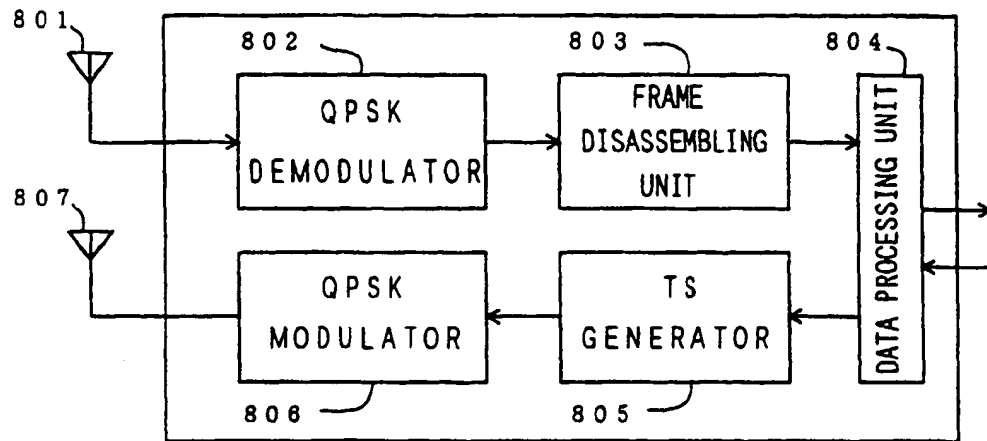 801
802
803
804
QPSK
DEMODULATOR
FRAME
DISASSEMBLING
UNIT
DATA PROCESSING UNIT
807
QPSK
MODULATOR
TS
GENERATOR
806
805